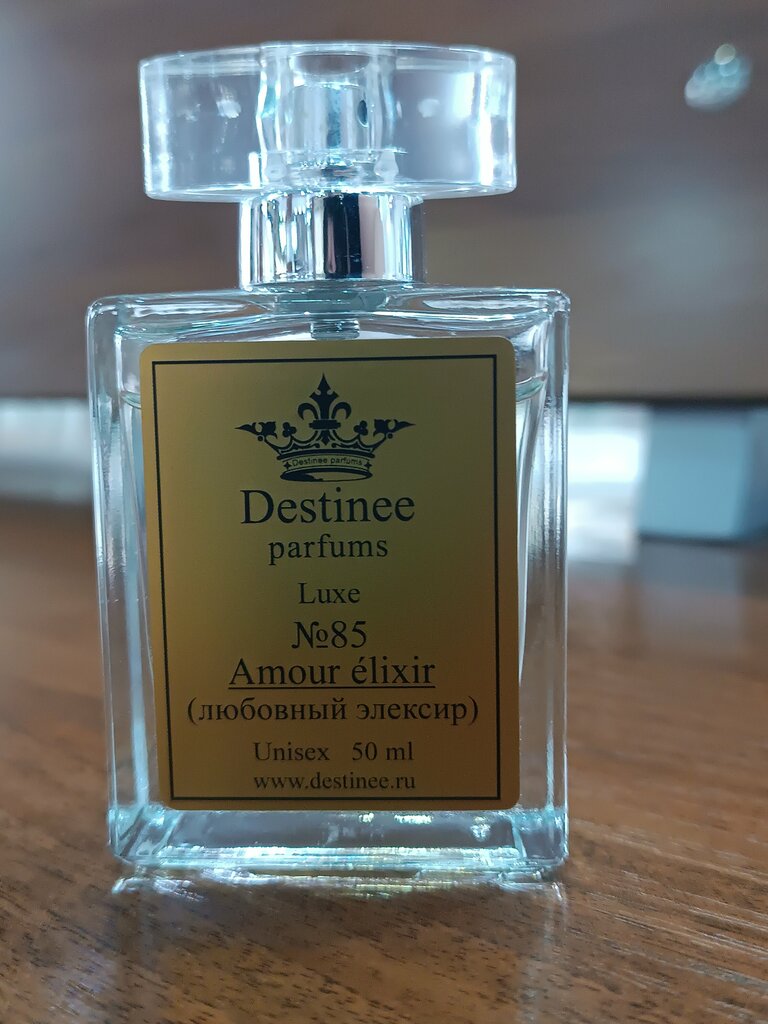 Destinee parfums
Destinee
parfums
Luxe
№85
Amour élixir
(любовный элексир)
Unisex 50 ml
www.destinee.ru